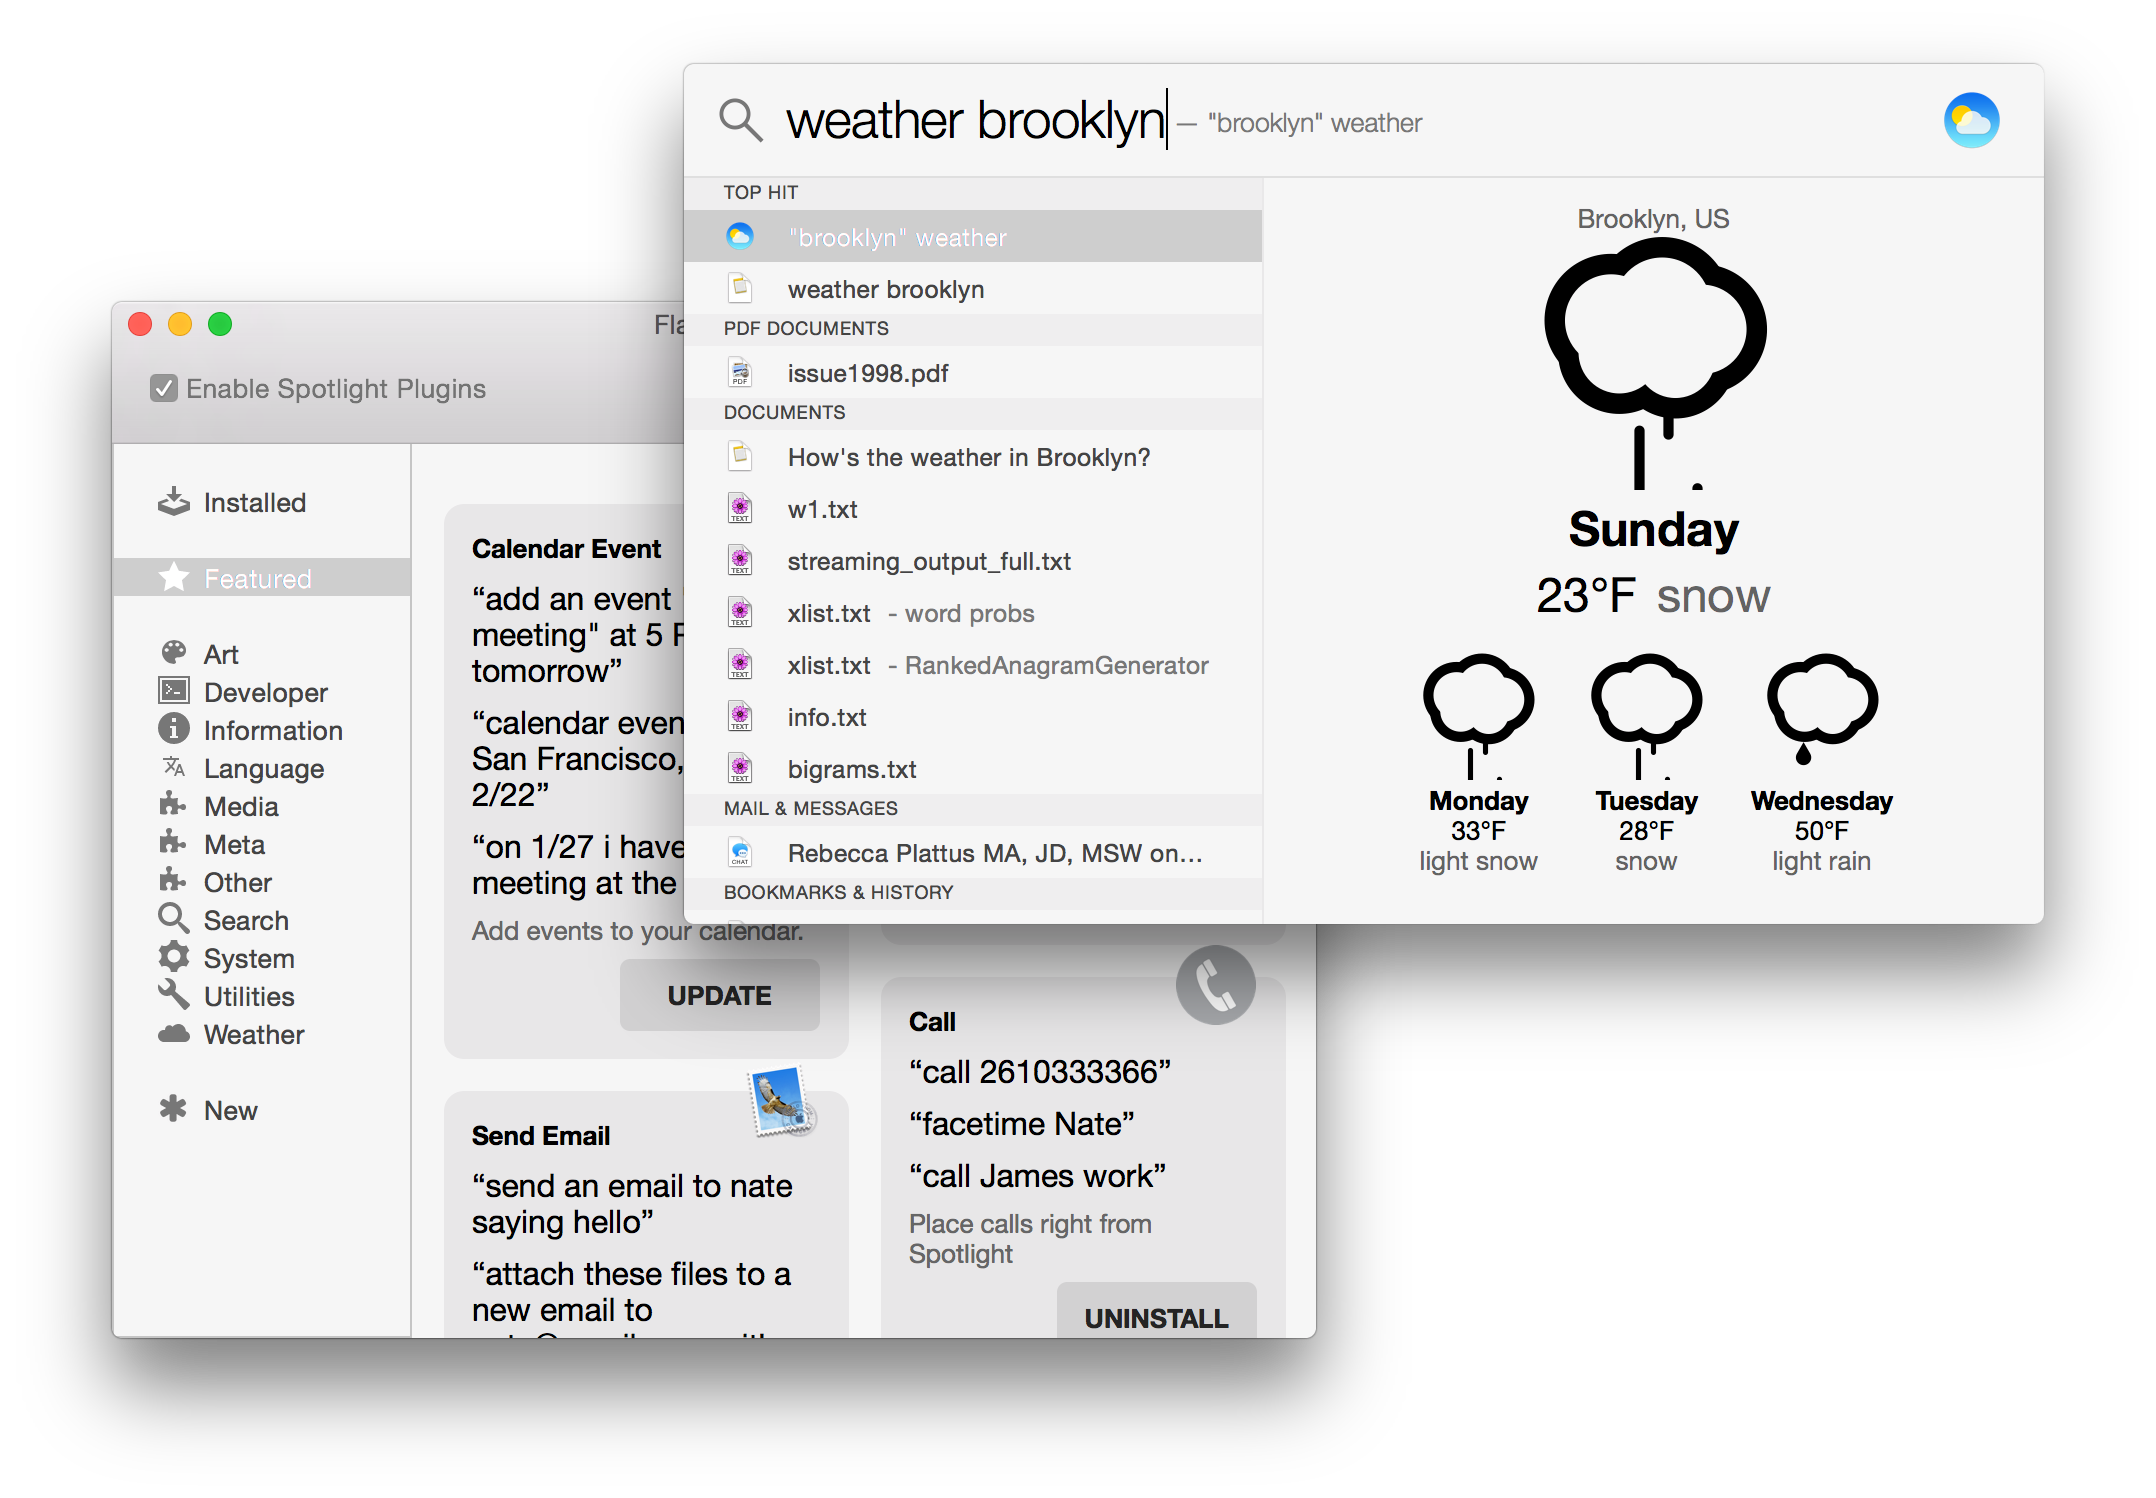 weather brooklyn — "brooklyn" weather
TOP HIT
"brooklyn" weather
weather brooklyn
PDF DOCUMENTS
issue1998.pdf
DOCUMENTS
How's the weather in Brooklyn?
w1.txt
streaming_output_full.txt
xlist.txt - word probs
xlist.txt - RankedAnagramGenerator
info.txt
bigrams.txt
MAIL & MESSAGES
Rebecca Plattus MA, JD, MSW on...
BOOKMARKS & HISTORY
Brooklyn, US
Sunday
23°F snow
Monday
33°F
light snow
Tuesday
28°F
snow
Wednesday
50°F
light rain
Enable Spotlight Plugins
Installed
Featured
Art
Developer
Information
Language
Media
Meta
Other
Search
System
Utilities
Weather
New
Calendar Event
“add an event
meeting" at 5
tomorrow”
“calendar even
San Francisco,
2/22”
“on 1/27 i have
meeting at the
Add events to your calendar.
UPDATE
Send Email
“send an email to nate
saying hello”
“attach these files to a
new email to
Call
“call 2610333366”
“facetime Nate”
“call James work”
Place calls right from
Spotlight
UNINSTALL